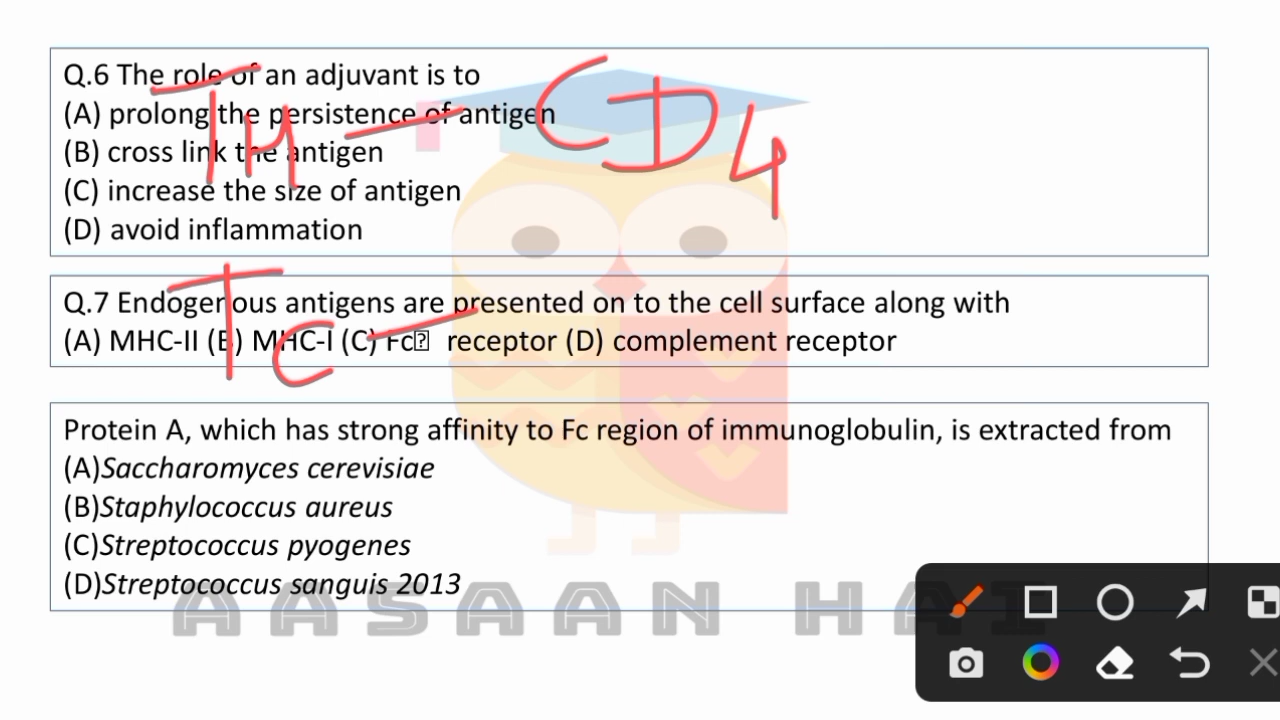 Q.6 The role of an adjuvant is to
(A) prolong the persistence of antigen
(B) cross link the antigen
(C) increase the size of antigen
(D) avoid inflammation
TH — CD4
Q.7 Endogenous antigens are presented on to the cell surface along with
(A) MHC-II (B) MHC-I (C) Fc receptor (D) complement receptor
Tc —
Protein A, which has strong affinity to Fc region of immunoglobulin, is extracted from
(A)Saccharomyces cerevisiae
(B)Staphylococcus aureus
(C)Streptococcus pyogenes
(D)Streptococcus sanguis 2013
AASAAN HAI